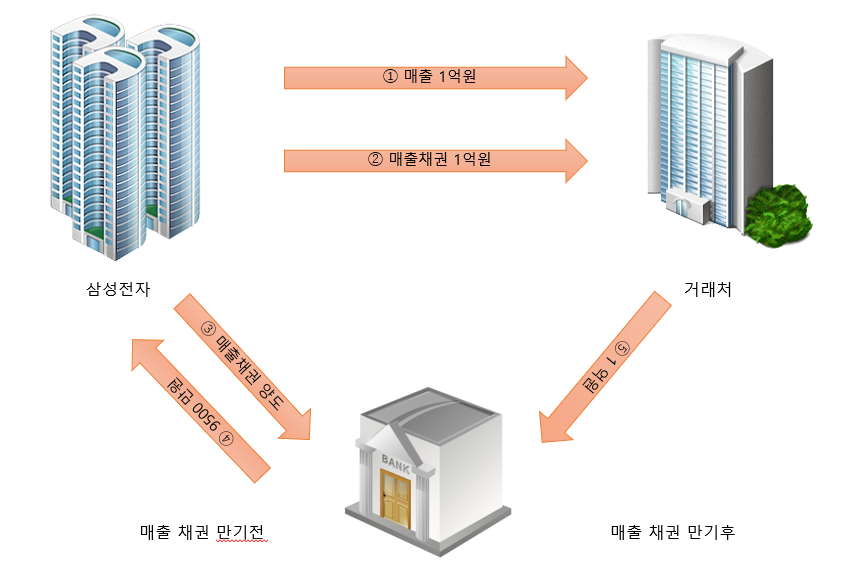 ① 매출 1억원
② 매출채권 1억원
삼성전자
거래처
③ 매출채권 양도
④ 9500 만원
⑤ 1 억원
BANK
매출 채권 만기전
매출 채권 만기후